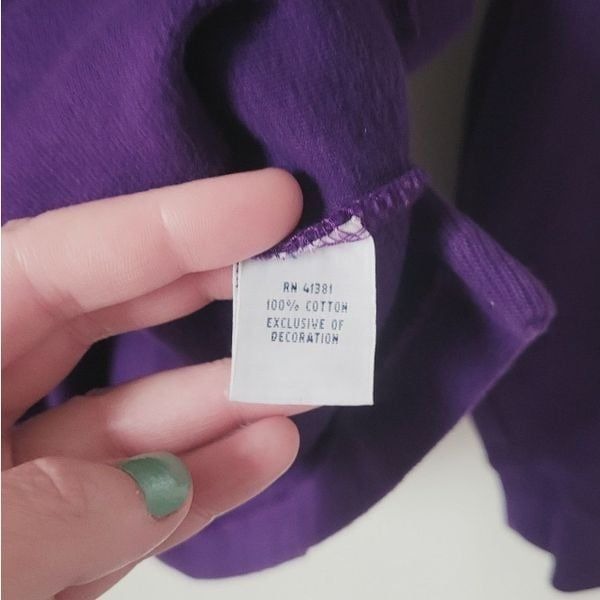 RN 41381
100% COTTON
EXCLUSIVE OF
DECORATION